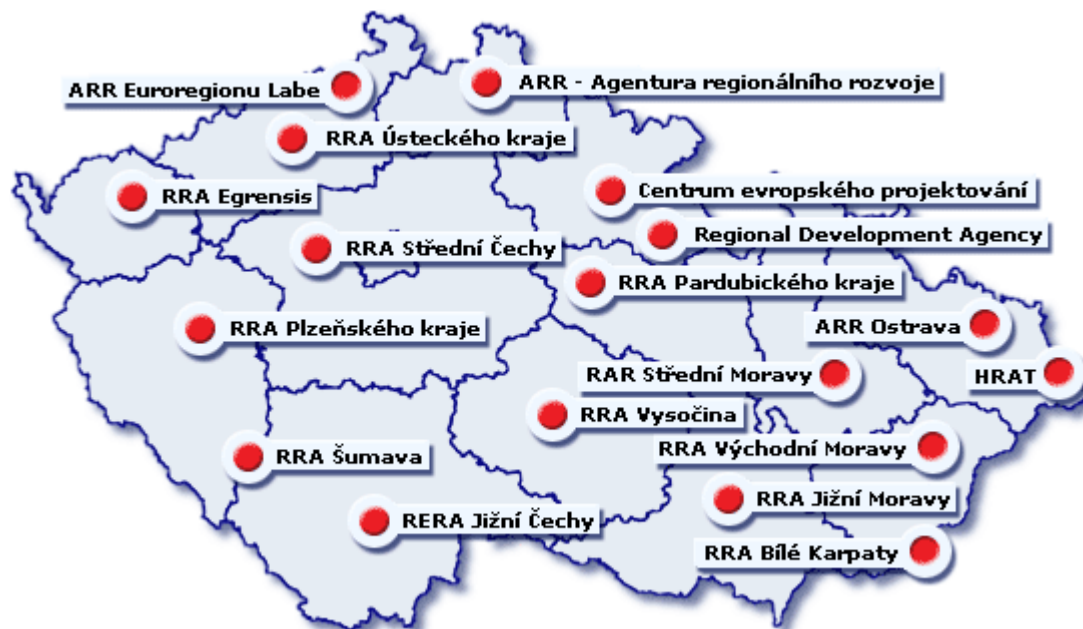 ARR Euroregionu Labe
ARR - Agentura regionálního rozvoje
RRA Ústeckého kraje
RRA Egrensis
Centrum evropského projektování
Regional Development Agency
RRA Střední Čechy
RRA Pardubického kraje
RRA Plzeňského kraje
ARR Ostrava
RAR Střední Moravy
HRAT
RRA Vysočina
RRA Východní Moravy
RRA Šumava
RRA Jižní Moravy
RERA Jižní Čechy
RRA Bílé Karpaty